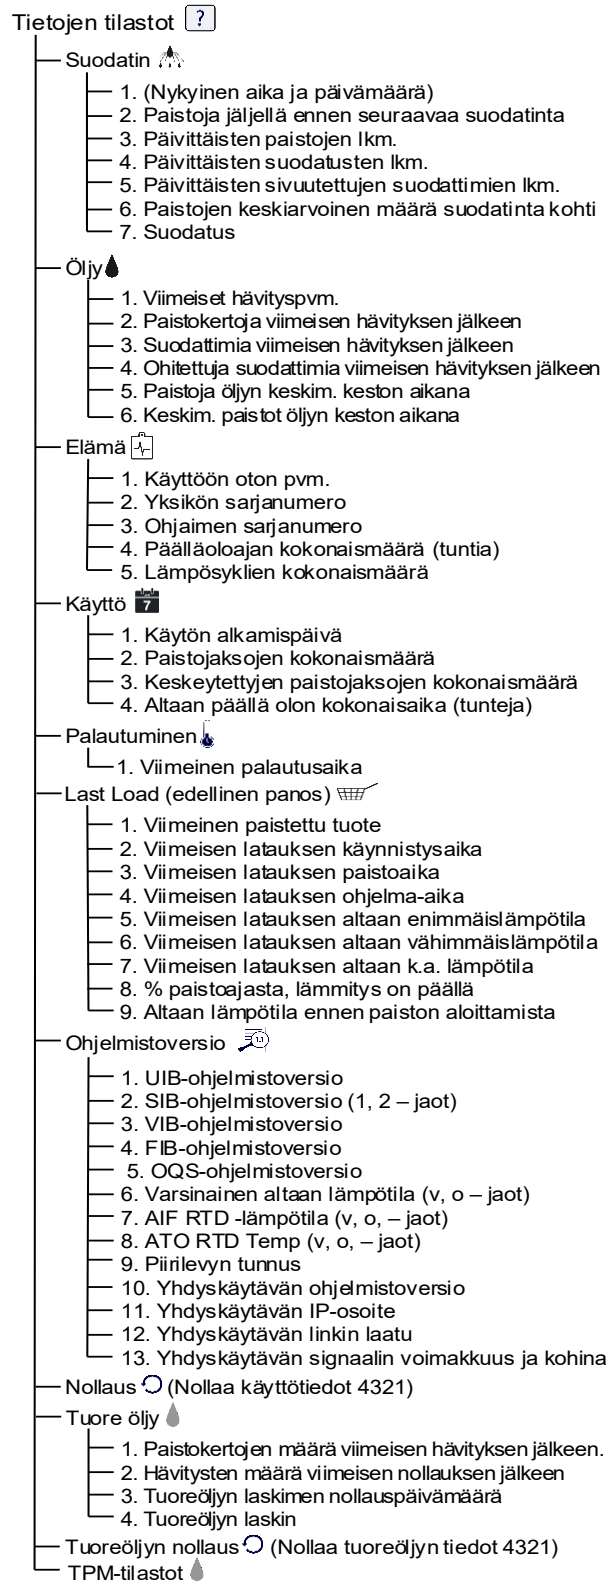 Tietojen tilastot ?
Suodatin
1. (Nykyinen aika ja päivämäärä)
2. Paistoja jäljellä ennen seuraavaa suodatinta
3. Päivittäisten paistojen lkm.
4. Päivittäisten suodatusten lkm.
5. Päivittäisten sivuutettujen suodattimien lkm.
6. Paistojen keskiarvoinen määrä suodatinta kohti
7. Suodatus
Öljy
1. Viimeiset hävityspvm.
2. Paistokertoja viimeisen hävityksen jälkeen
3. Suodattimia viimeisen hävityksen jälkeen
4. Ohitettuja suodattimia viimeisen hävityksen jälkeen
5. Paistoja öljyn keskim. keston aikana
6. Keskim. paistot öljyn keston aikana
Elämä
1. Käyttöön oton pvm.
2. Yksikön sarjanumero
3. Ohjaimen sarjanumero
4. Päälläoloajan kokonaismäärä (tuntia)
5. Lämpösyklien kokonaismäärä
Käyttö 7
1. Käytön alkamispäivä
2. Paistojaksojen kokonaismäärä
3. Keskeytettyjen paistojaksojen kokonaismäärä
4. Altaan päällä olon kokonaisaika (tunteja)
Palautuminen
1. Viimeinen palautusaika
Last Load (edellinen panos)
1. Viimeinen paistettu tuote
2. Viimeisen latauksen käynnistysaika
3. Viimeisen latauksen paistoaika
4. Viimeisen latauksen ohjelma-aika
5. Viimeisen latauksen altaan enimmäislämpötila
6. Viimeisen latauksen altaan vähimmäislämpötila
7. Viimeisen latauksen altaan k.a. lämpötila
8. % paistoajasta, lämmitys on päällä
9. Altaan lämpötila ennen paiston aloittamista
Ohjelmistoversio 1.1
1. UIB-ohjelmistoversio
2. SIB-ohjelmistoversio (1, 2 – jaot)
3. VIB-ohjelmistoversio
4. FIB-ohjelmistoversio
5. OQS-ohjelmistoversio
6. Varsinainen altaan lämpötila (v, o – jaot)
7. AIF RTD -lämpötila (v, o, – jaot)
8. ATO RTD Temp (v, o, – jaot)
9. Piirilevyn tunnus
10. Yhdyskäytävän ohjelmistoversio
11. Yhdyskäytävän IP-osoite
12. Yhdyskäytävän linkin laatu
13. Yhdyskäytävän signaalin voimakkuus ja kohina
Nollaus (Nollaa käyttötiedot 4321)
Tuore öljy
1. Paistokertojen määrä viimeisen hävityksen jälkeen.
2. Hävitysten määrä viimeisen nollauksen jälkeen
3. Tuoreöljyn laskimen nollauspäivämäärä
4. Tuoreöljyn laskin
Tuoreöljyn nollaus (Nollaa tuoreöljyn tiedot 4321)
TPM-tilastot